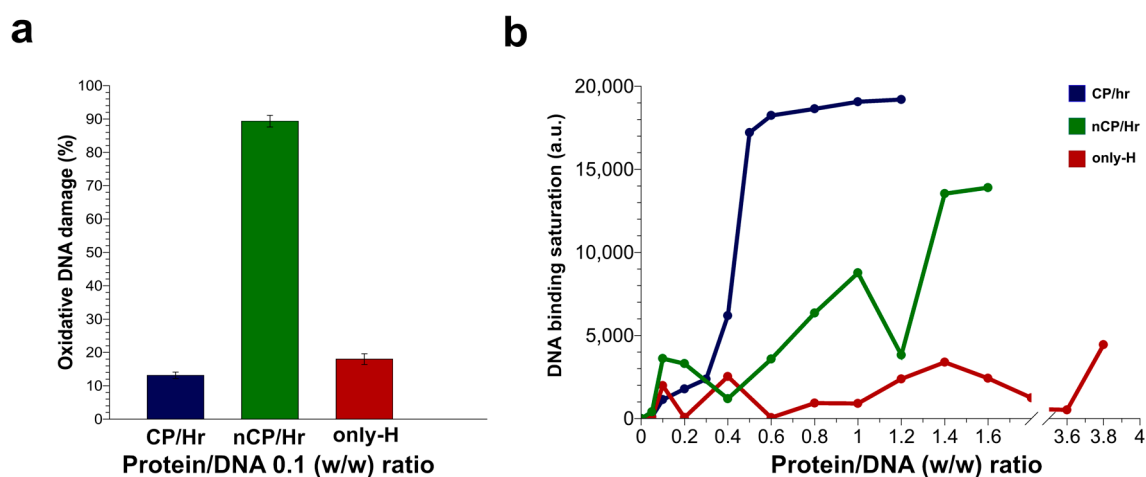 a
Oxidative DNA damage (%)
100
90
80
70
60
50
40
30
20
10
0
CP/Hr nCP/Hr only-H
Protein/DNA 0.1 (w/w) ratio
b
DNA binding saturation (a.u.)
20,000
15,000
10,000
5,000
0
0 0.2 0.4 0.6 0.8 1 1.2 1.4 1.6 3.6 3.8 4
Protein/DNA (w/w) ratio
CP/hr
nCP/Hr
only-H